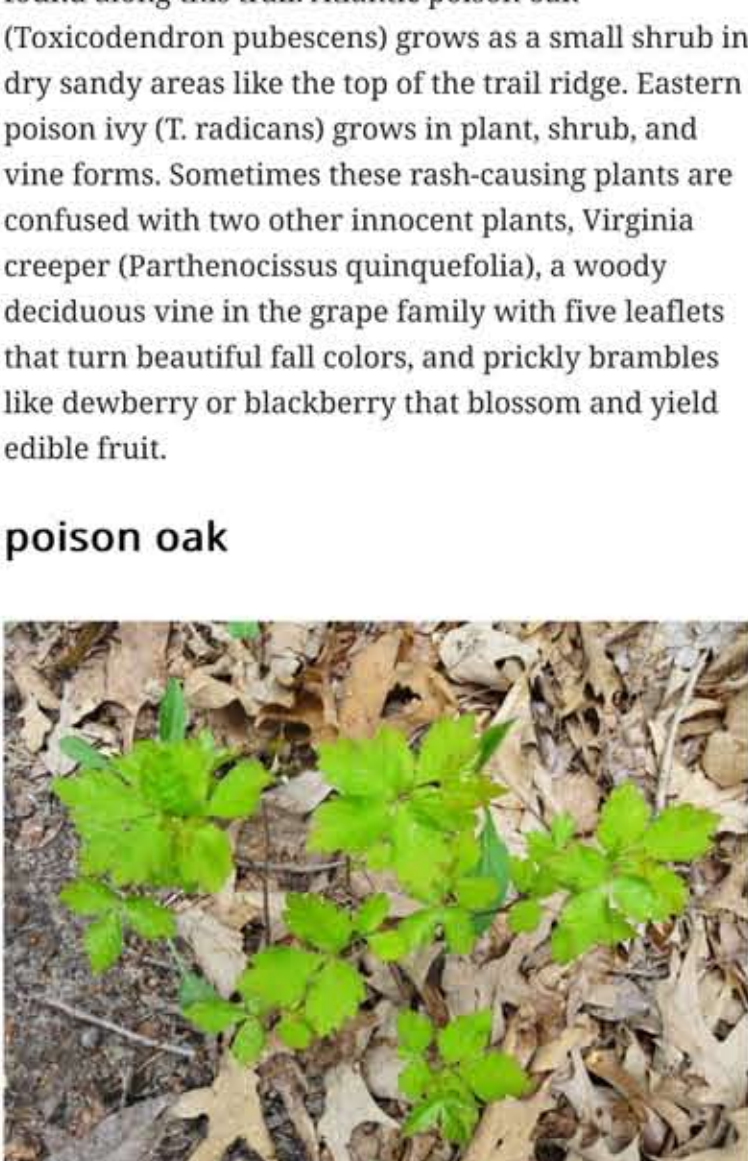 (Toxicodendron pubescens) grows as a small shrub in
dry sandy areas like the top of the trail ridge. Eastern
poison ivy (T. radicans) grows in plant, shrub, and
vine forms. Sometimes these rash-causing plants are
confused with two other innocent plants, Virginia
creeper (Parthenocissus quinquefolia), a woody
deciduous vine in the grape family with five leaflets
that turn beautiful fall colors, and prickly brambles
like dewberry or blackberry that blossom and yield
edible fruit.
poison oak